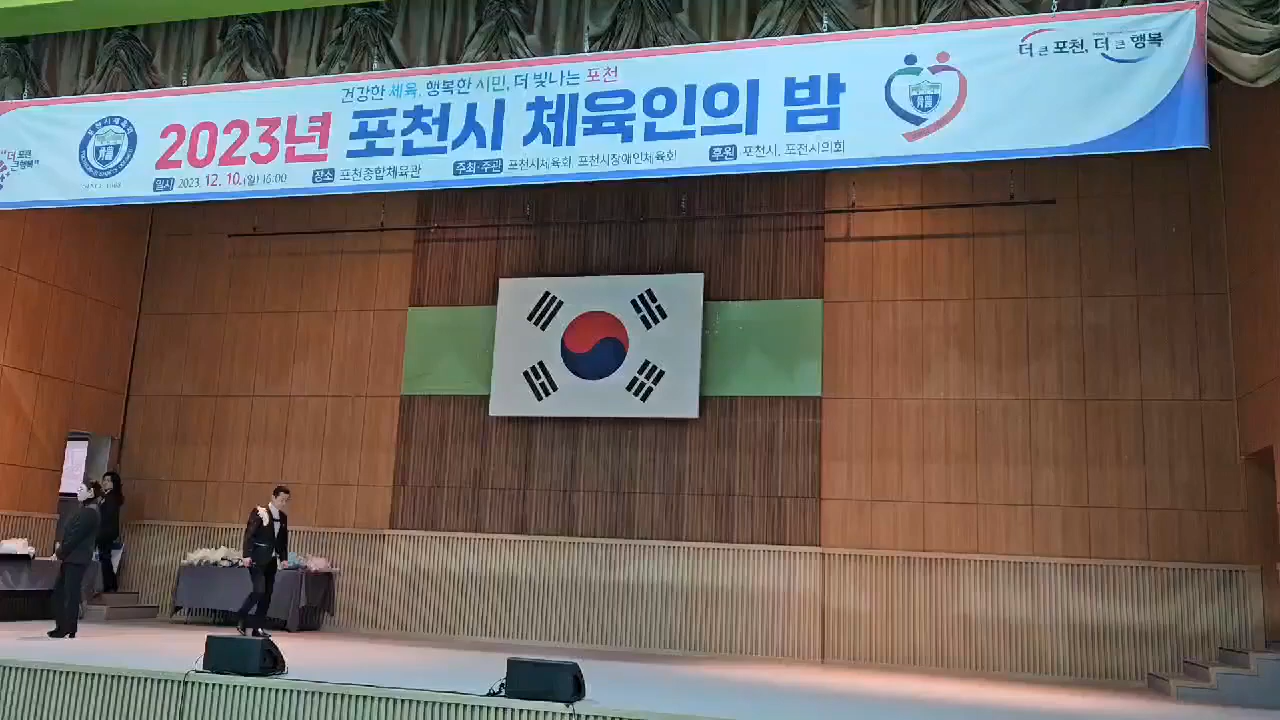 건강한 체육, 행복한 시민, 더 빛나는 포천
더 큰 포천, 더 큰 행복
2023년 포천시 체육인의 밤
일시 2023. 12. 10. (일) 16:00 장소 포천종합체육관 주최·주관 포천시체육회 포천시장애인체육회 후원 포천시, 포천시의회